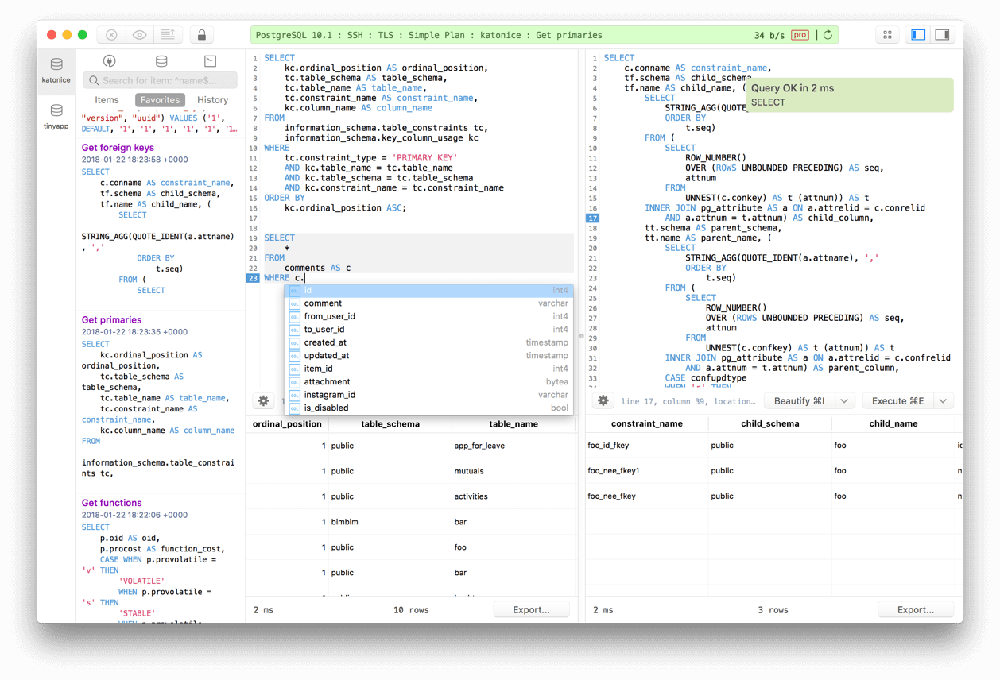 PostgreSQL 10.1 : SSH : TLS : Simple Plan : katonice : Get primaries
34 b/s pro
katonice
tinyapp
Search for item: ^name$...
Items Favorites History
"version", "uuid") VALUES ('1',
DEFAULT, '1', '1', '1', '1', '1…
Get foreign keys
2018-01-22 18:23:58 +0000
SELECT
c.conname AS constraint_name,
tf.schema AS child_schema,
tf.name AS child_name, (
SELECT
STRING_AGG(QUOTE_IDENT(a.attname)
, ','
ORDER BY
t.seq)
FROM (
SELECT
Get primaries
2018-01-22 18:23:35 +0000
SELECT
kc.ordinal_position AS
ordinal_position,
tc.table_schema AS
table_schema,
tc.table_name AS table_name,
tc.constraint_name AS
constraint_name,
kc.column_name AS column_name
FROM
information_schema.table_constrai
nts tc,
Get functions
2018-01-22 18:22:06 +0000
SELECT
p.oid AS oid,
p.procost AS function_cost,
CASE WHEN p.provolatile =
'v' THEN
'VOLATILE'
WHEN p.provolatile =
's' THEN
'STABLE'
WHEN p.provolatile
1 SELECT
2 kc.ordinal_position AS ordinal_position,
3 tc.table_schema AS table_schema,
4 tc.table_name AS table_name,
5 tc.constraint_name AS constraint_name,
6 kc.column_name AS column_name
7 FROM
8 information_schema.table_constraints tc,
9 information_schema.key_column_usage kc
10 WHERE
11 tc.constraint_type = 'PRIMARY KEY'
12 AND kc.table_name = tc.table_name
13 AND kc.table_schema = tc.table_schema
14 AND kc.constraint_name = tc.constraint_name
15 ORDER BY
16 kc.ordinal_position ASC;
17
18
19 SELECT
20 *
21 FROM
22 comments AS c
23 WHERE c.
COL id int4
COL comment varchar
COL from_user_id int4
COL to_user_id int4
COL created_at timestamp
COL updated_at timestamp
COL item_id int4
COL attachment bytea
COL instagram_id varchar
COL is_disabled bool
ordinal_position table_schema table_name
1 public app_for_leave
1 public mutuals
1 public activities
1 bimbim bar
1 public foo
1 public bar
2 ms 10 rows Export...
1 SELECT
2 c.conname AS constraint_name,
3 tf.schema AS child_schema
4 tf.name AS child_name, (
5 SELECT
6 STRING_AGG(QUOTE
7 ORDER BY
8 t.seq)
9 FROM (
10 SELECT
11 ROW_NUMBER()
12 OVER (ROWS UNBOUNDED PRECEDING) AS seq,
13 attnum
14 FROM
15 UNNEST(c.conkey) AS t (attnum)) AS t
16 INNER JOIN pg_attribute AS a ON a.attrelid = c.conrelid
17 AND a.attnum = t.attnum) AS child_column,
18 tt.schema AS parent_schema,
19 tt.name AS parent_name, (
20 SELECT
21 STRING_AGG(QUOTE_IDENT(a.attname), ','
22 ORDER BY
23 t.seq)
24 FROM (
25 SELECT
26 ROW_NUMBER()
27 OVER (ROWS UNBOUNDED PRECEDING) AS seq,
28 attnum
29 FROM
30 UNNEST(c.confkey) AS t (attnum)) AS t
31 INNER JOIN pg_attribute AS a ON a.attrelid = c.confrelid
32 AND a.attnum = t.attnum) AS parent_column,
33 CASE confupdtype
34 WHEN 'r' THEN
Query OK in 2 ms
SELECT
line 17, column 39, location… Beautify ⌘I Execute ⌘E
constraint_name child_schema child_name
foo_id_fkey public foo
foo_nee_fkey1 public foo
foo_nee_fkey public foo
2 ms 3 rows Export...